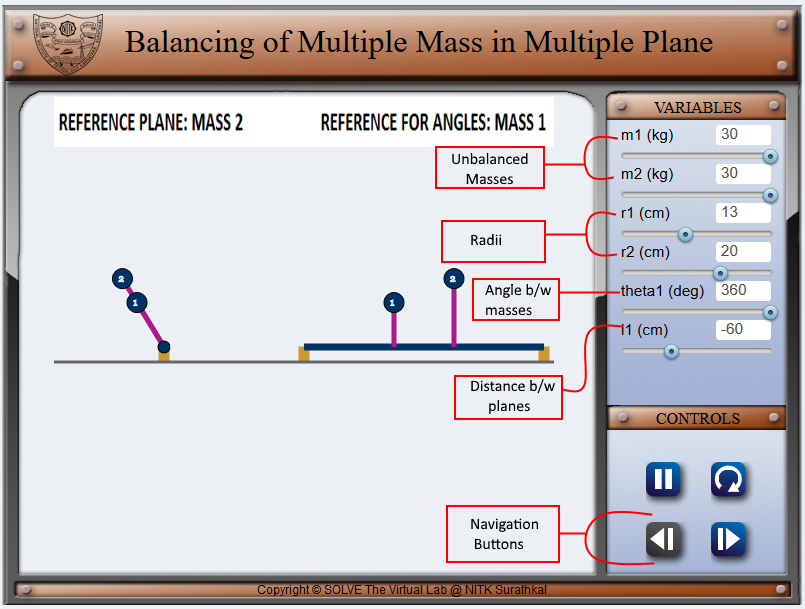 Balancing of Multiple Mass in Multiple Plane
REFERENCE PLANE: MASS 2
REFERENCE FOR ANGLES: MASS 1
VARIABLES
m1 (kg) 30
Unbalanced
Masses
m2 (kg) 30
r1 (cm) 13
Radii
r2 (cm) 20
2
1
1
2
Angle b/w
masses
theta1 (deg) 360
l1 (cm) -60
Distance b/w
planes
CONTROLS
Navigation
Buttons
Copyright © SOLVE The Virtual Lab @ NITK Surathkal